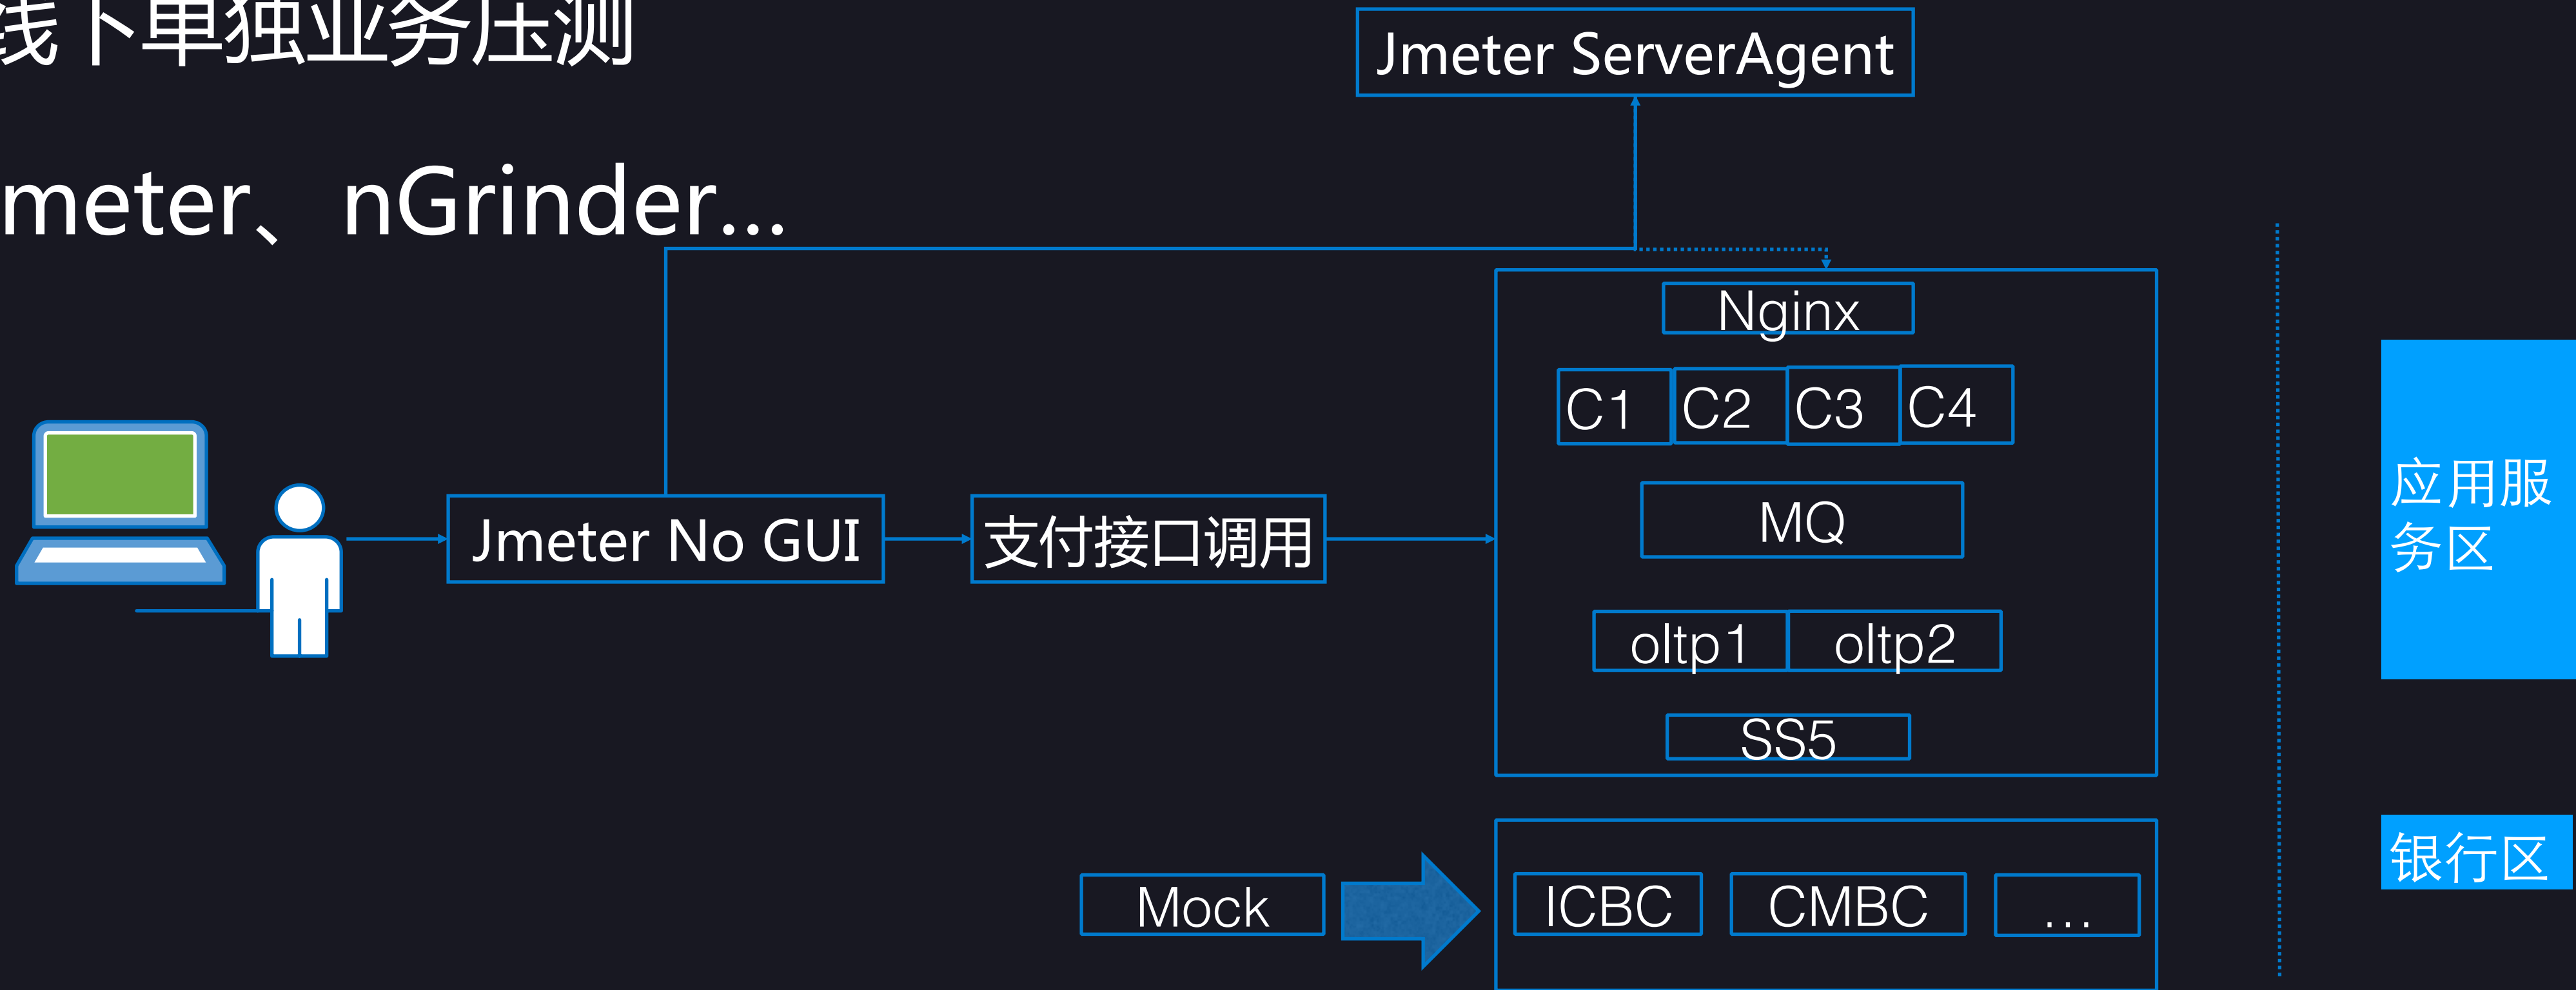 线下单独业务压测
meter、nGrinder...
Jmeter ServerAgent
Nginx
C1 C2 C3 C4
Jmeter No GUI
支付接口调用
MQ
应用服
务区
oltp1 oltp2
SS5
Mock
ICBC CMBC ...
银行区